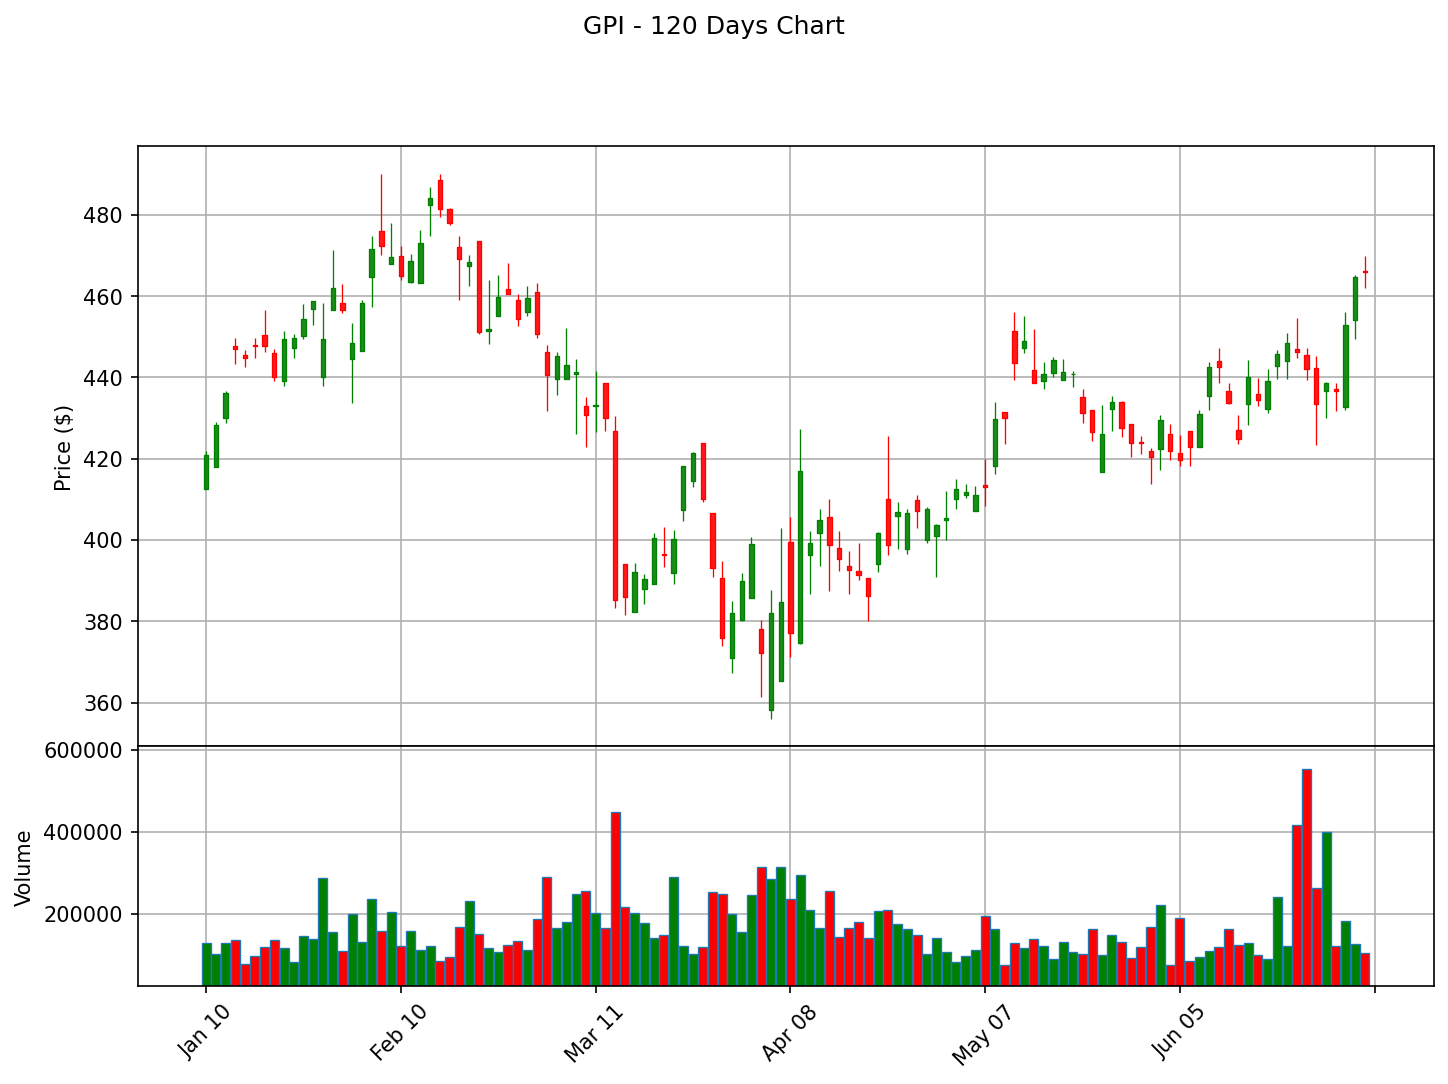 GPI - 120 Days Chart
Price ($)
480
460
440
420
400
380
360
Volume
600000
400000
200000
Jan 10
Feb 10
Mar 11
Apr 08
May 07
Jun 05